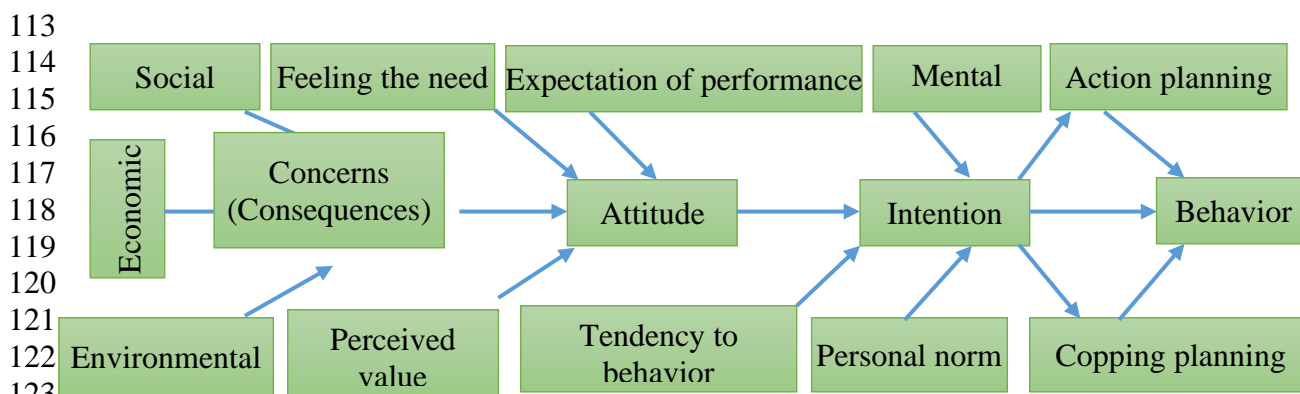 113
114
115
116
117
118
119
120
121
122
123
Social
Feeling the need
Expectation of performance
Mental
Action planning
Economic
Concerns
(Consequences)
Attitude
Intention
Behavior
Environmental
Perceived
value
Tendency to
behavior
Personal norm
Copping planning